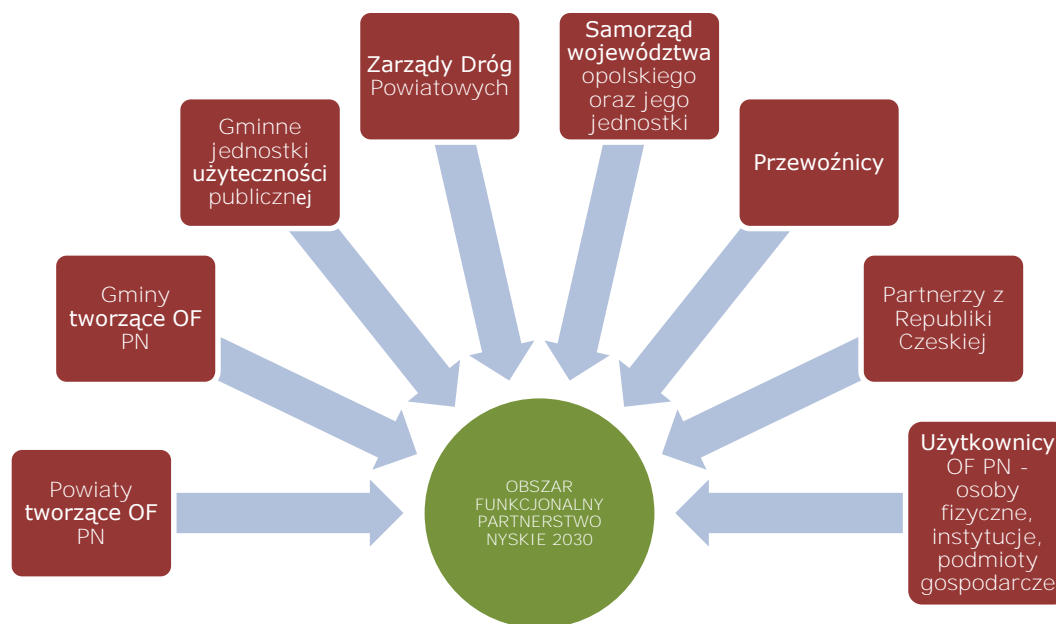 Powiaty
tworzące OF
PN
Gminy
tworzące OF
PN
Gminne
jednostki
użyteczności
publicznej
Zarządy Dróg
Powiatowych
Samorząd
województwa
opolskiego
oraz jego
jednostki
Przewoźnicy
Partnerzy z
Republiki
Czeskiej
Użytkownicy
OF PN -
osoby
fizyczne,
instytucje,
podmioty
gospodarcze
OBSZAR
FUNKCJONALNY
PARTNERSTWO
NYSKIE 2030